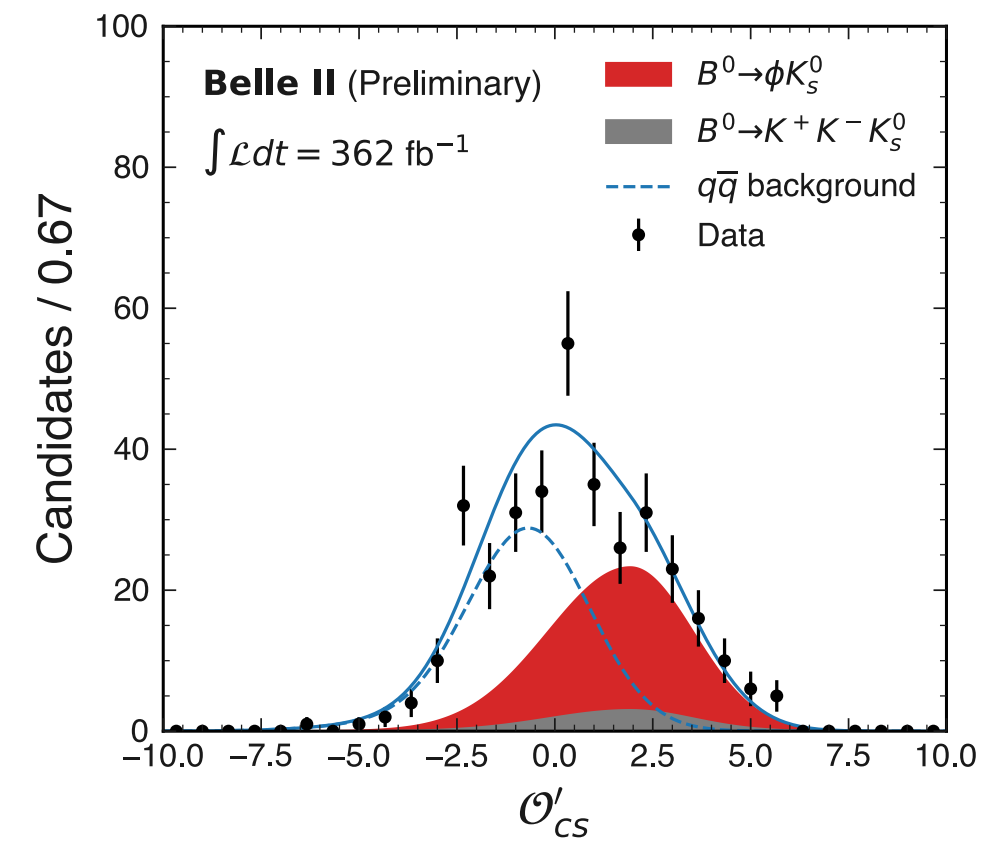 100
80
60
40
20
0
Candidates / 0.67
Belle II (Preliminary)
∫ℒdt = 362 fb⁻¹
B⁰→ϕK⁰ₛ
B⁰→K⁺K⁻K⁰ₛ
qq̅ background
Data
−10.0 −7.5 −5.0 −2.5 0.0 2.5 5.0 7.5 10.0
𝒪′CS